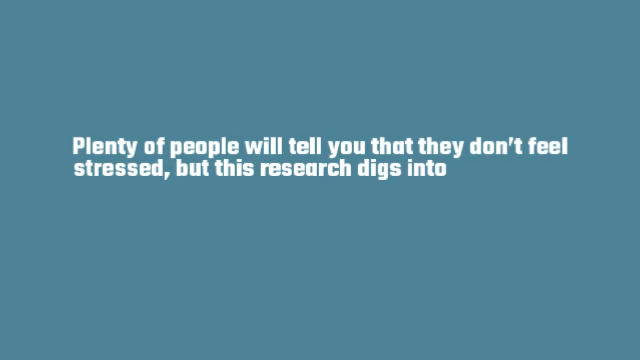 Plenty of people will tell you that they don’t feel
stressed, but this research digs into